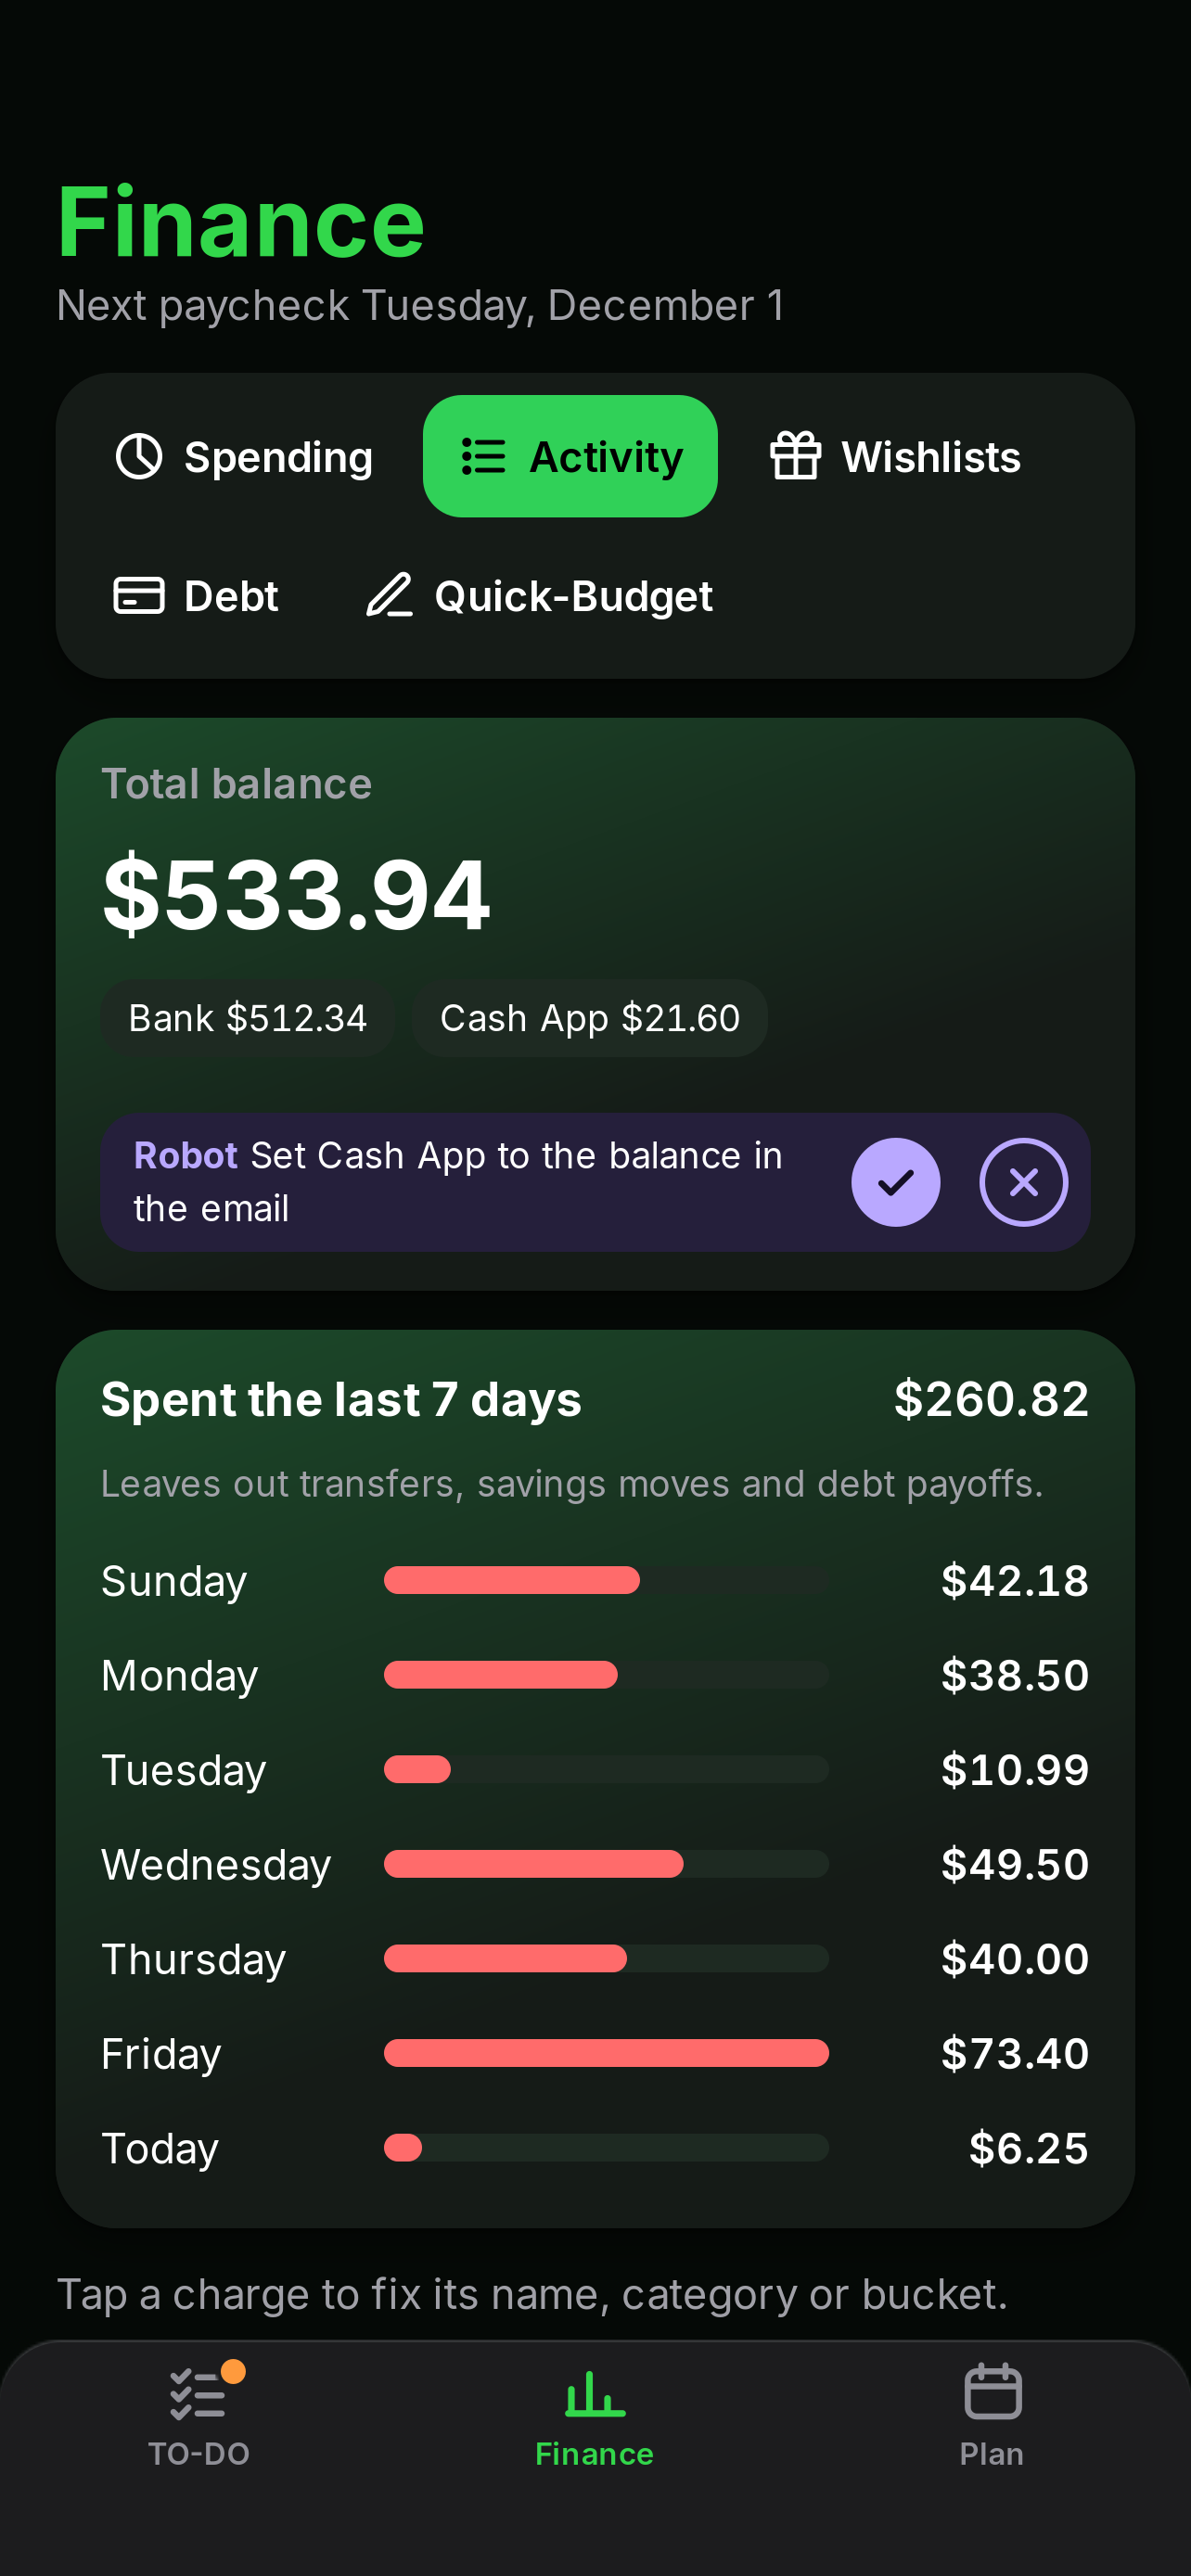 Finance
Next paycheck Tuesday, December 1
Spending
Activity
Wishlists
Debt
Quick-Budget
Total balance
$533.94
Bank $512.34
Cash App $21.60
Robot Set Cash App to the balance in
the email
Spent the last 7 days $260.82
Leaves out transfers, savings moves and debt payoffs.
Sunday $42.18
Monday $38.50
Tuesday $10.99
Wednesday $49.50
Thursday $40.00
Friday $73.40
Today $6.25
Tap a charge to fix its name, category or bucket.
TO-DO
Finance
Plan